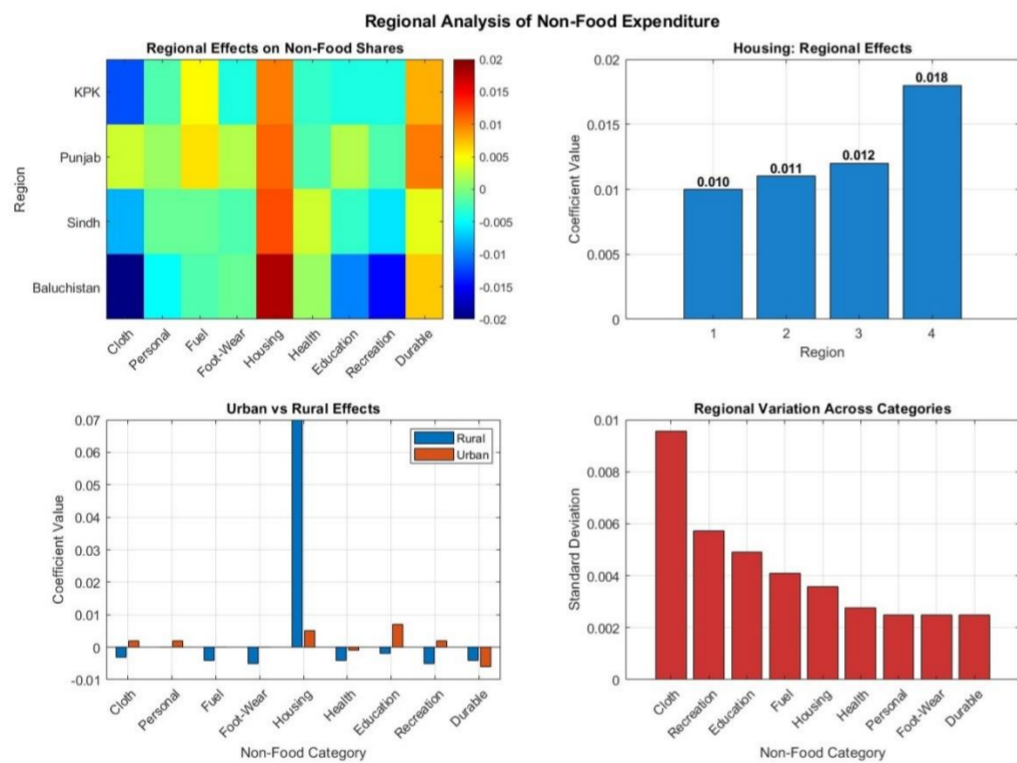 Regional Analysis of Non-Food Expenditure
Regional Effects on Non-Food Shares
Region
KPK
Punjab
Sindh
Baluchistan
Cloth
Personal
Fuel
Foot-Wear
Housing
Health
Education
Recreation
Durable
0.02
0.015
0.01
0.005
0
-0.005
-0.01
-0.015
-0.02
Housing: Regional Effects
Coefficient Value
0.02
0.015
0.01
0.005
0
0.010
0.011
0.012
0.018
1 2 3 4
Region
Urban vs Rural Effects
Coefficient Value
0.07
0.06
0.05
0.04
0.03
0.02
0.01
0
-0.01
Rural
Urban
Cloth
Personal
Fuel
Foot-Wear
Housing
Health
Education
Recreation
Durable
Non-Food Category
Regional Variation Across Categories
Standard Deviation
0.01
0.008
0.006
0.004
0.002
0
Cloth
Recreation
Education
Fuel
Housing
Health
Personal
Foot-Wear
Durable
Non-Food Category